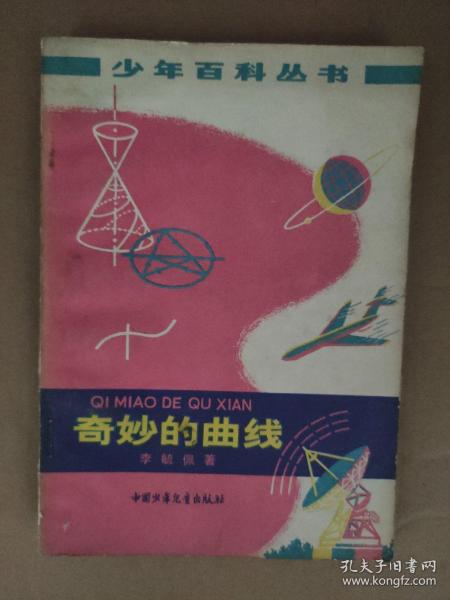 少年百科丛书
QI MIAO DE QU XIAN
奇妙的曲线
李毓佩著
中国少年儿童出版社
孔夫子旧书网
www.kongfz.com